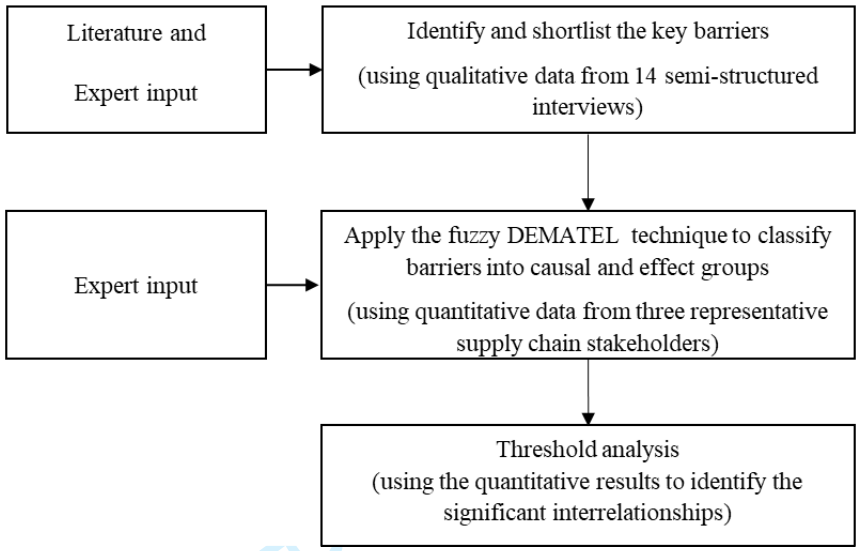 Literature and
Expert input
Identify and shortlist the key barriers
(using qualitative data from 14 semi-structured
interviews)
Expert input
Apply the fuzzy DEMATEL technique to classify
barriers into causal and effect groups
(using quantitative data from three representative
supply chain stakeholders)
Threshold analysis
(using the quantitative results to identify the
significant interrelationships)